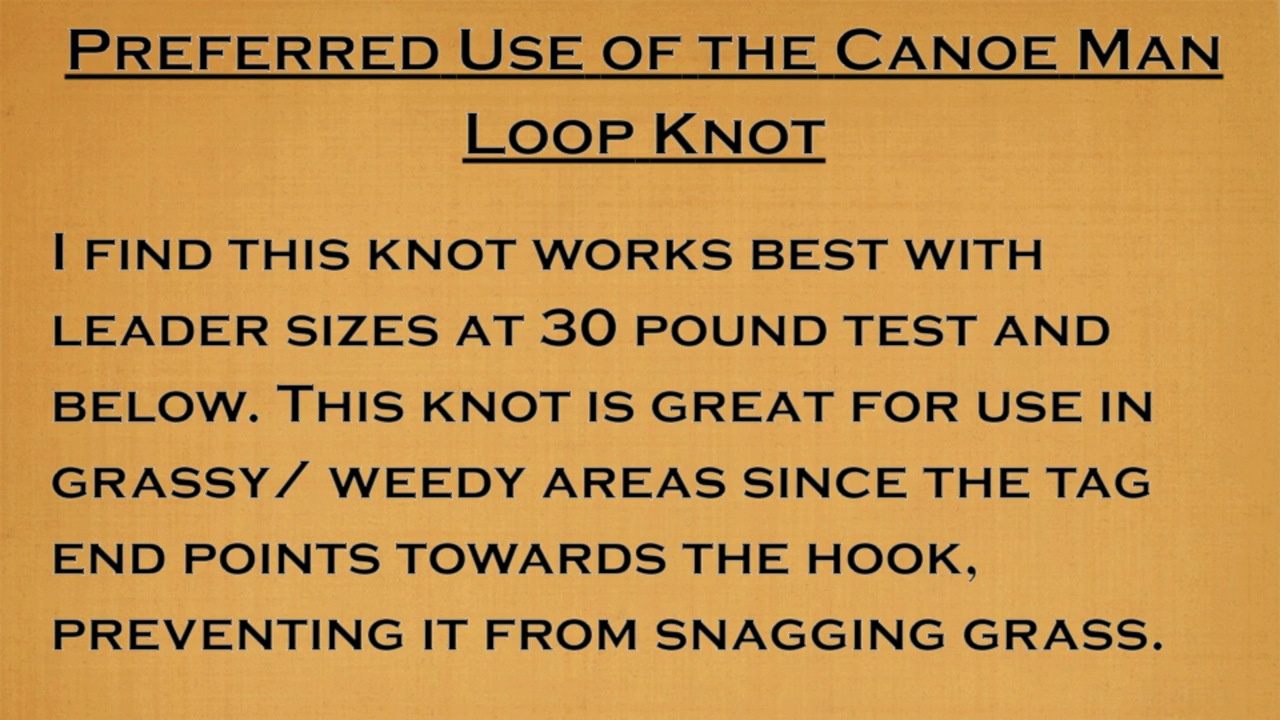 Preferred Use of the Canoe Man
Loop Knot
I find this knot works best with
leader sizes at 30 pound test and
below. This knot is great for use in
grassy/ weedy areas since the tag
end points towards the hook,
preventing it from snagging grass.